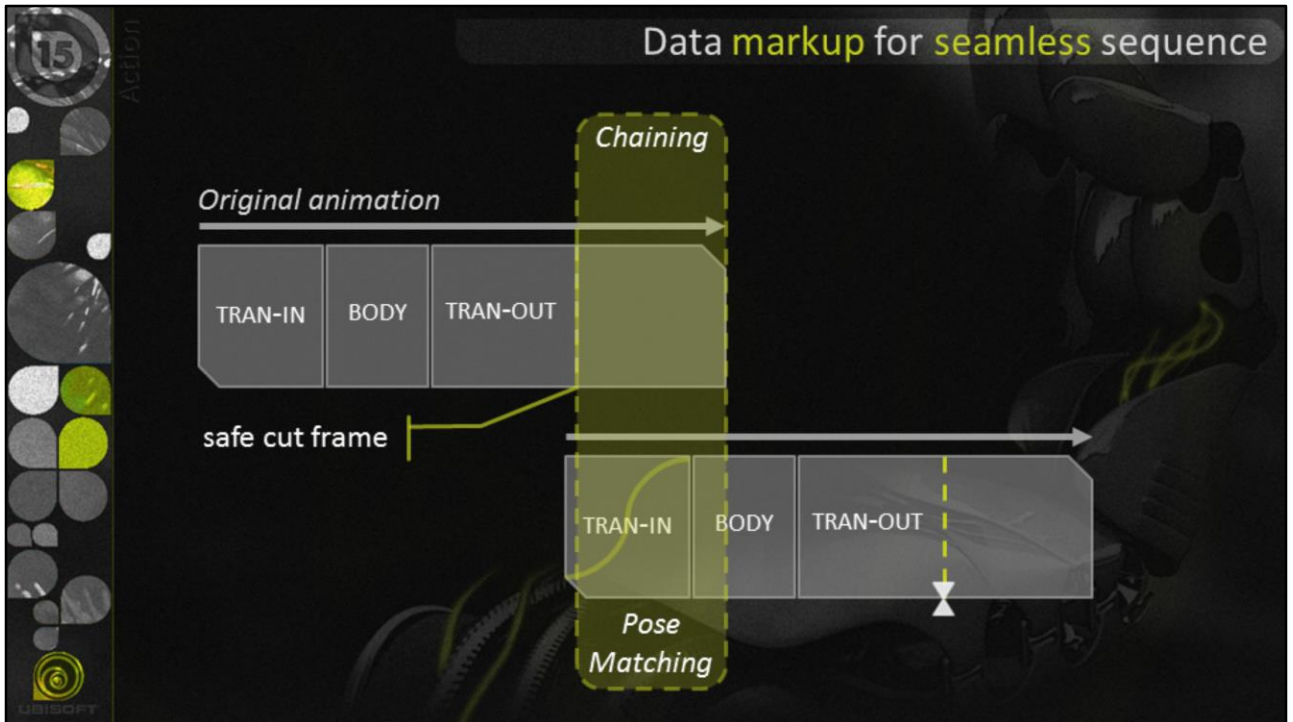 Data markup for seamless sequence
15
Action
Chaining
Original animation
TRAN-IN
BODY
TRAN-OUT
safe cut frame
TRAN-IN
BODY
TRAN-OUT
Pose
Matching
UBISOFT